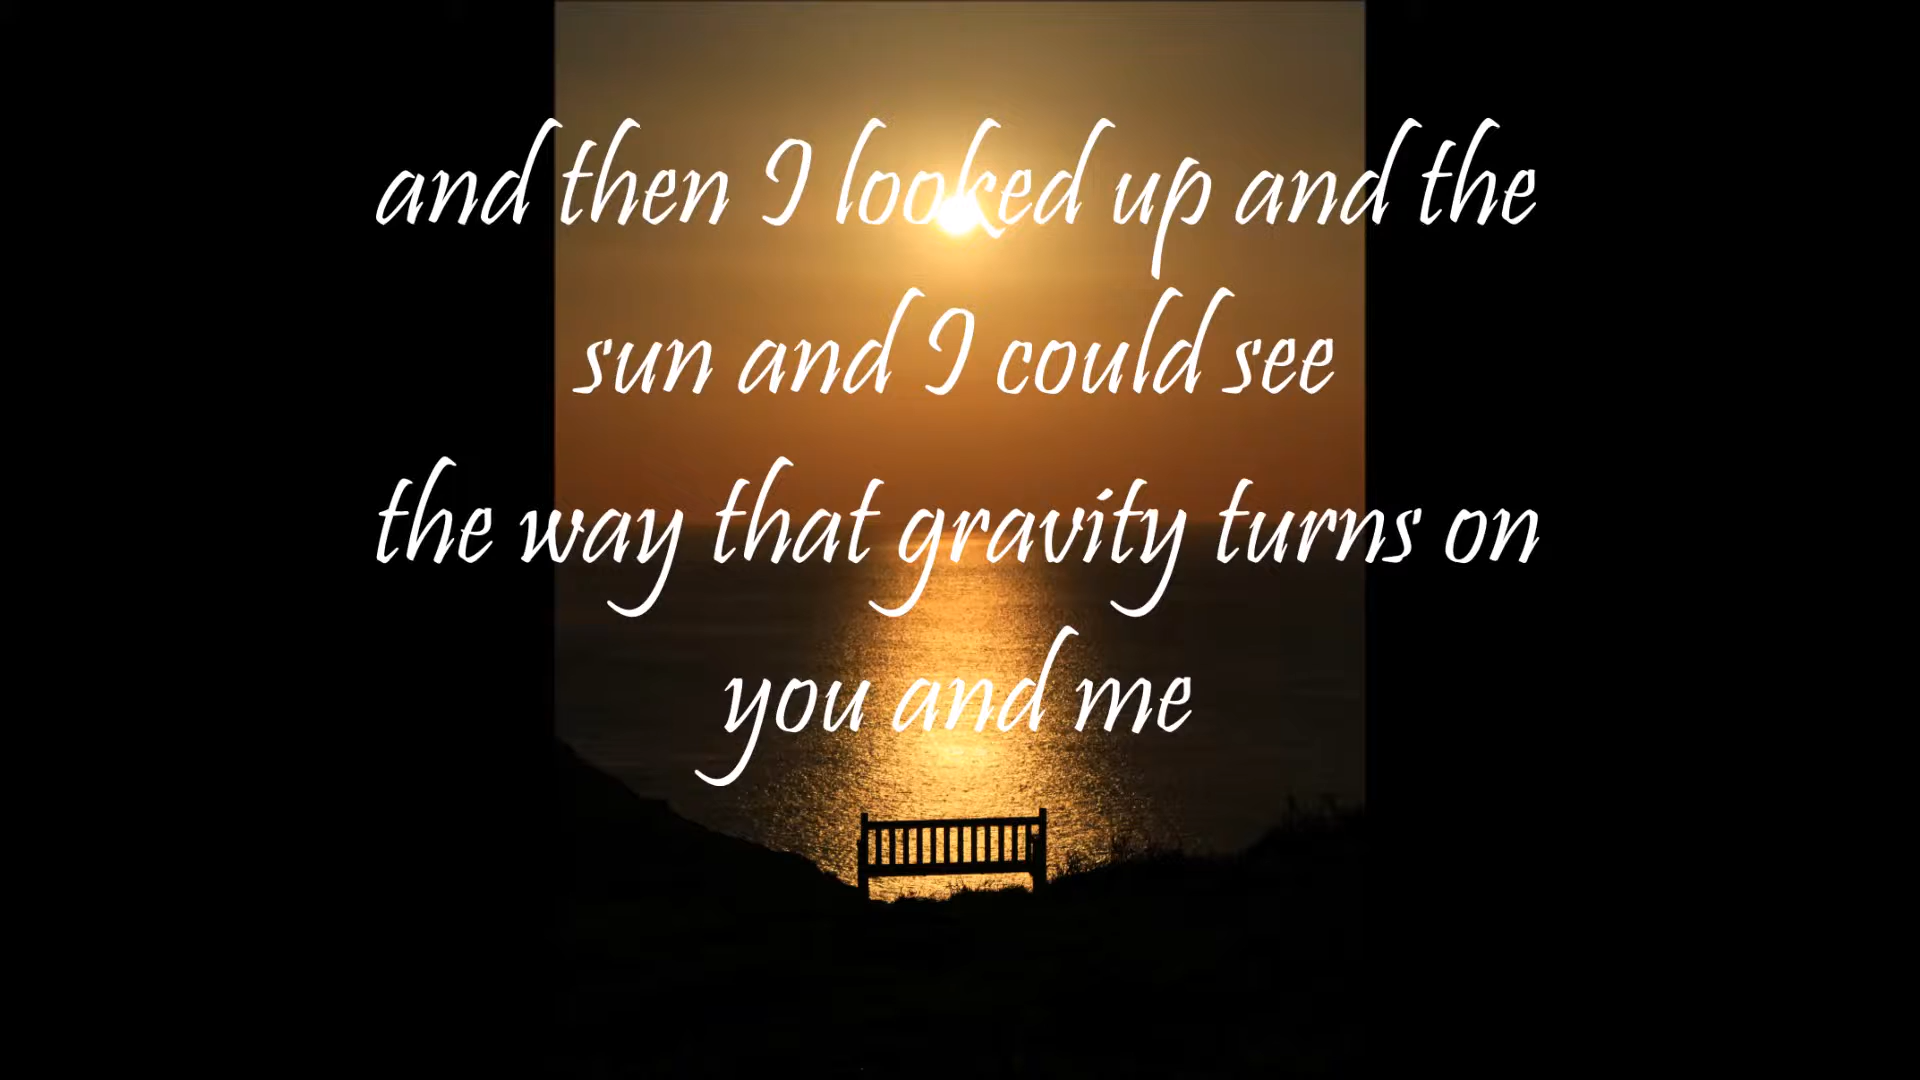 and then I looked up and the
sun and I could see
the way that gravity turns on
you and me